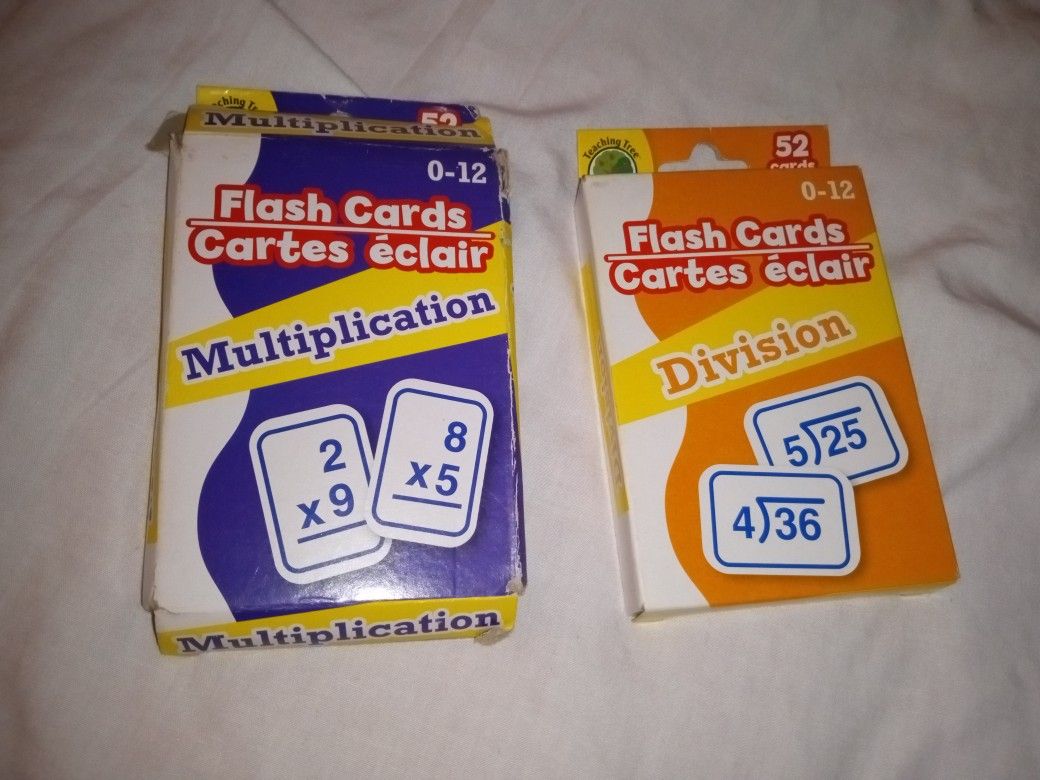 Multiplication
52
0-12
Flash Cards
Cartes éclair
Multiplication
2
x 9
8
x 5
Multiplication
Teaching Tree
52
cards
0-12
Flash Cards
Cartes éclair
Division
5)25
4)36